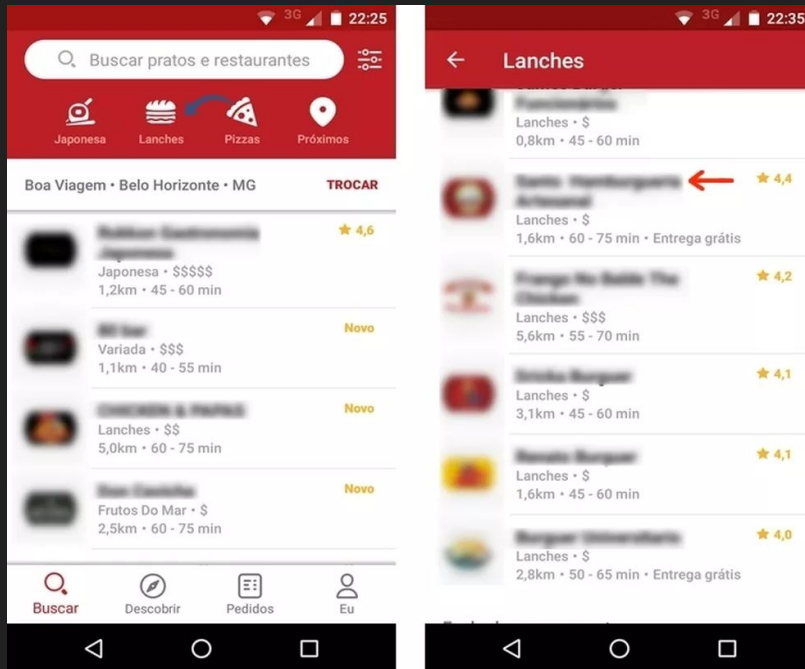 3G 22:25
Buscar pratos e restaurantes
Japonesa Lanches Pizzas Próximos
Boa Viagem • Belo Horizonte • MG TROCAR
4,6
Japonesa • $$$$$
1,2km • 45 - 60 min
Novo
Variada • $$$
1,1km • 40 - 55 min
Novo
Lanches • $$
5,0km • 60 - 75 min
Novo
Frutos Do Mar • $
2,5km • 60 - 75 min
Buscar Descobrir Pedidos Eu
3G 22:35
Lanches
Lanches • $
0,8km • 45 - 60 min
4,4
Lanches • $
1,6km • 60 - 75 min • Entrega grátis
4,2
Lanches • $$$
5,6km • 55 - 70 min
4,1
Lanches • $
3,1km • 45 - 60 min
4,1
Lanches • $
1,6km • 45 - 60 min
4,0
Lanches • $
2,8km • 50 - 65 min • Entrega grátis